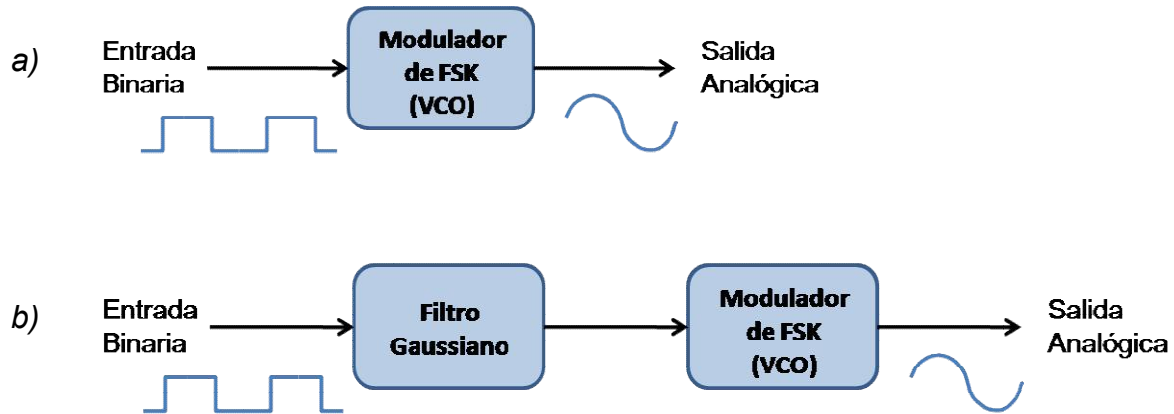 a)
Entrada
Binaria
Modulador
de FSK
(VCO)
Salida
Analógica
b)
Entrada
Binaria
Filtro
Gaussiano
Modulador
de FSK
(VCO)
Salida
Analógica